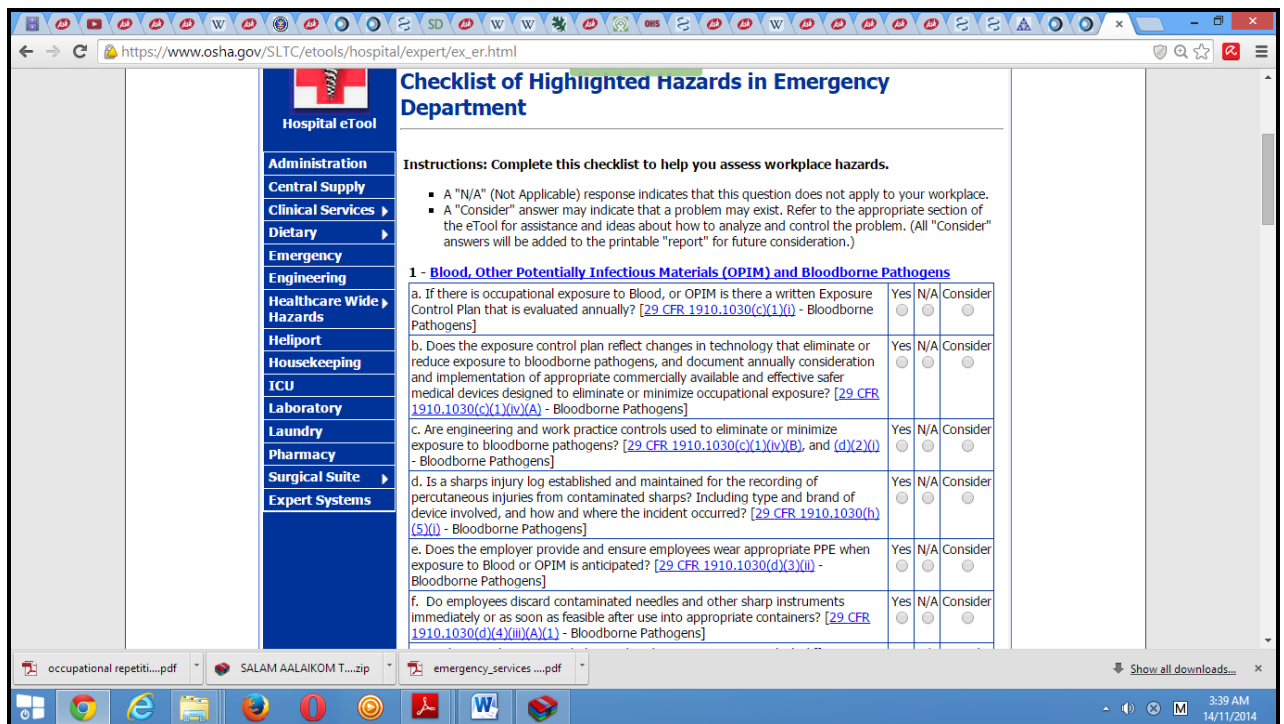 SD
W
W
OHS
W
https://www.osha.gov/SLTC/etools/hospital/expert/ex_er.html
Checklist of Highlighted Hazards in Emergency
Department
Hospital eTool
Administration
Central Supply
Clinical Services
Dietary
Emergency
Engineering
Healthcare Wide
Hazards
Heliport
Housekeeping
ICU
Laboratory
Laundry
Pharmacy
Surgical Suite
Expert Systems
Instructions: Complete this checklist to help you assess workplace hazards.
A "N/A" (Not Applicable) response indicates that this question does not apply to your workplace.
A "Consider" answer may indicate that a problem may exist. Refer to the appropriate section of
the eTool for assistance and ideas about how to analyze and control the problem. (All "Consider"
answers will be added to the printable "report" for future consideration.)
1 - Blood, Other Potentially Infectious Materials (OPIM) and Bloodborne Pathogens
a. If there is occupational exposure to Blood, or OPIM is there a written Exposure
Control Plan that is evaluated annually? [29 CFR 1910.1030(c)(1)(i) - Bloodborne
Pathogens]
Yes N/A Consider
b. Does the exposure control plan reflect changes in technology that eliminate or
reduce exposure to bloodborne pathogens, and document annually consideration
and implementation of appropriate commercially available and effective safer
medical devices designed to eliminate or minimize occupational exposure? [29 CFR
1910.1030(c)(1)(iv)(A) - Bloodborne Pathogens]
Yes N/A Consider
c. Are engineering and work practice controls used to eliminate or minimize
exposure to bloodborne pathogens? [29 CFR 1910.1030(c)(1)(iv)(B), and (d)(2)(i)
- Bloodborne Pathogens]
Yes N/A Consider
d. Is a sharps injury log established and maintained for the recording of
percutaneous injuries from contaminated sharps? Including type and brand of
device involved, and how and where the incident occurred? [29 CFR 1910.1030(h)
(5)(i) - Bloodborne Pathogens]
Yes N/A Consider
e. Does the employer provide and ensure employees wear appropriate PPE when
exposure to Blood or OPIM is anticipated? [29 CFR 1910.1030(d)(3)(ii) -
Bloodborne Pathogens]
Yes N/A Consider
f. Do employees discard contaminated needles and other sharp instruments
immediately or as soon as feasible after use into appropriate containers? [29 CFR
1910.1030(d)(4)(iii)(A)(1) - Bloodborne Pathogens]
Yes N/A Consider
occupational repetiti....pdf
SALAM AALAIKOM T....zip
emergency_services ....pdf
Show all downloads...
M
3:39 AM
14/11/2014